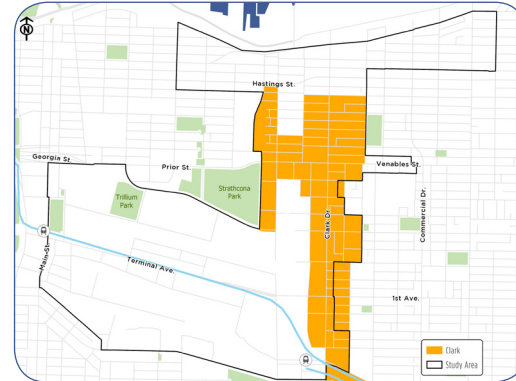 N
Hastings St.
Georgia St.
Prior St.
Venables St.
Strathcona
Park
Trillium
Park
Clark Dr.
Commercial Dr.
Main St.
Terminal Ave.
1st Ave.
Clark
Study Area